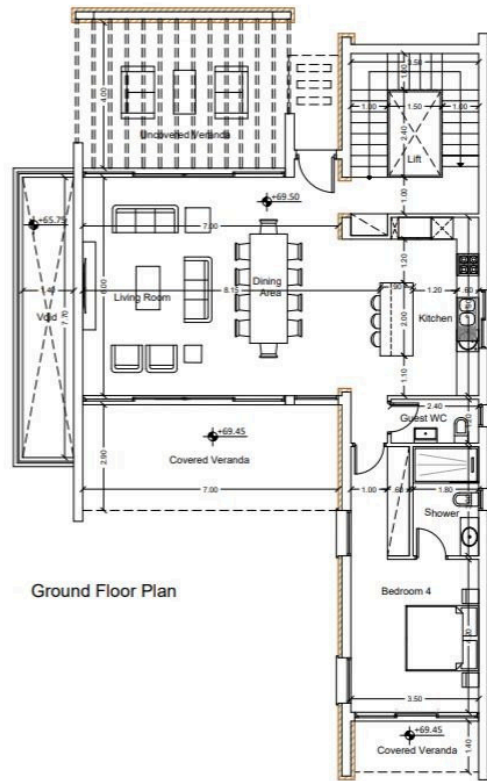 3.50
1.00
1.00
1.50
1.00
4.00
2.40
Uncovered Veranda
Lift
1.00
+69.50
+65.75
7.00
1.20
Dining
Area
1.40
Void
6.00
Living Room
8.15
.90
1.20
.60
7.70
2.00
Kitchen
1.10
2.40
Guest WC
1.20
+69.45
2.90
Covered Veranda
7.00
1.00
.60
1.80
Shower
Ground Floor Plan
Bedroom 4
3.50
+69.45
Covered Veranda
1.40